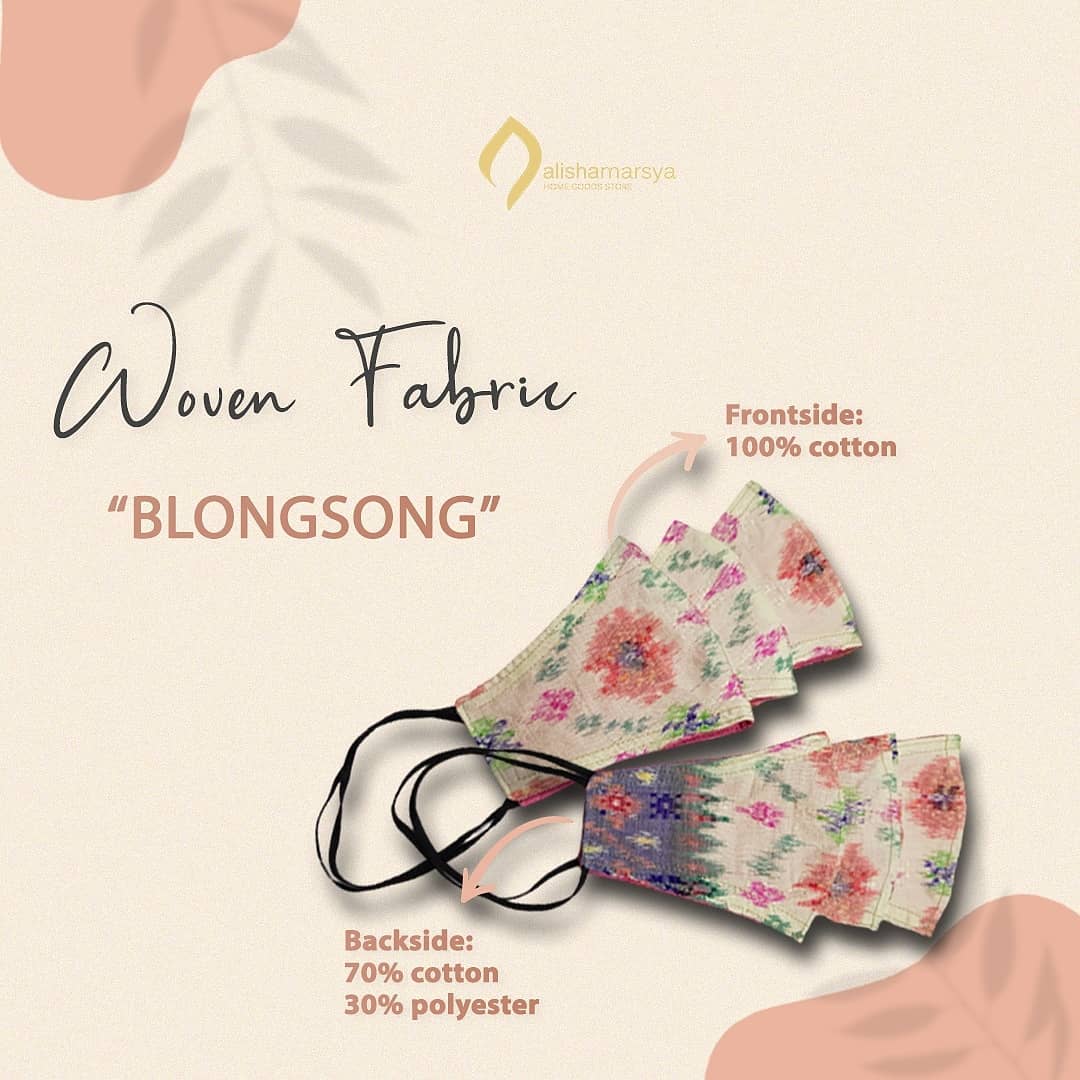 alishamarsya
HOME GOODS STORE
Woven Fabric
“BLONGSONG”
Frontside:
100% cotton
Backside:
70% cotton
30% polyester